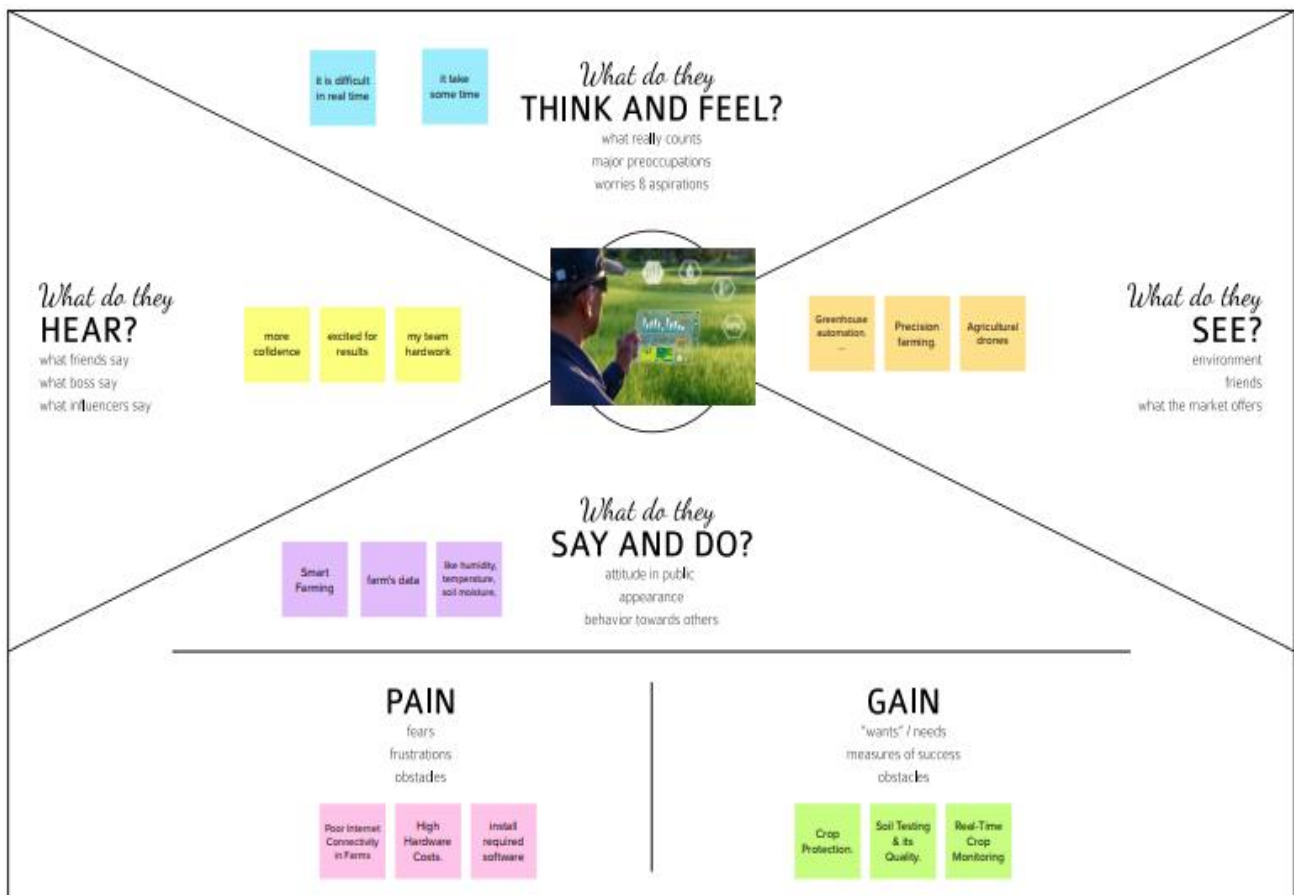 it is difficult
in real time
it take
some time
What do they
THINK AND FEEL?
what really counts
major preoccupations
worries & aspirations
What do they
HEAR?
what friends say
what boss say
what influencers say
more
cofidence
excited for
results
my team
hardwork
Greenhouse
automation.
...
Precision
farming.
Agricultural
drones
What do they
SEE?
environment
friends
what the market offers
What do they
SAY AND DO?
attitude in public
appearance
behavior towards others
Smart
Farming
farm's data
like humidity,
temperature,
soil moisture,
PAIN
fears
frustrations
obstacles
Poor Internet
Connectivity
in Farms
High
Hardware
Costs.
install
required
software
GAIN
"wants" / needs
measures of success
obstacles
Crop
Protection.
Soil Testing
& its
Quality.
Real-Time
Crop
Monitoring